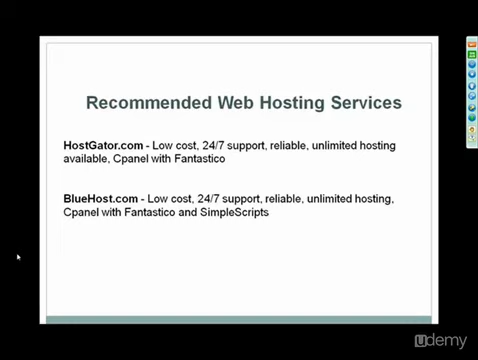 Recommended Web Hosting Services
HostGator.com - Low cost, 24/7 support, reliable, unlimited hosting
available, Cpanel with Fantastico
BlueHost.com - Low cost, 24/7 support, reliable, unlimited hosting,
Cpanel with Fantastico and SimpleScripts
udemy